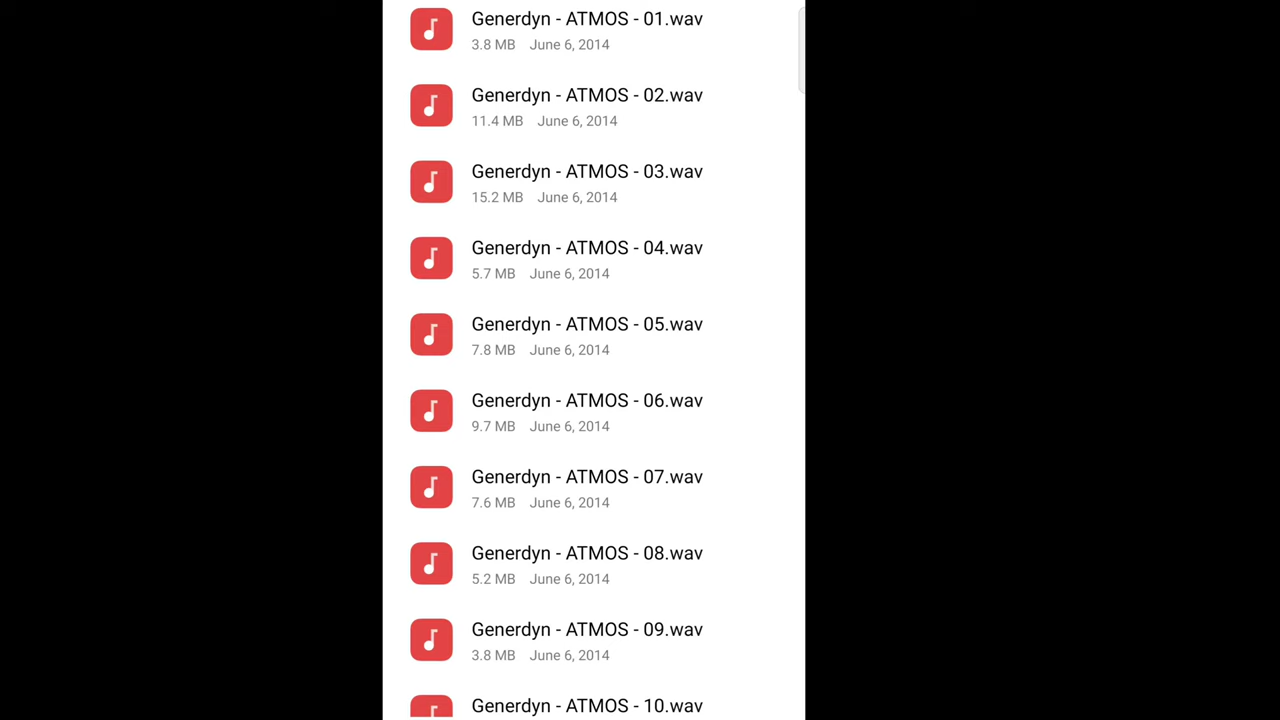 Generdyn - ATMOS - 01.wav
3.8 MB June 6, 2014
Generdyn - ATMOS - 02.wav
11.4 MB June 6, 2014
Generdyn - ATMOS - 03.wav
15.2 MB June 6, 2014
Generdyn - ATMOS - 04.wav
5.7 MB June 6, 2014
Generdyn - ATMOS - 05.wav
7.8 MB June 6, 2014
Generdyn - ATMOS - 06.wav
9.7 MB June 6, 2014
Generdyn - ATMOS - 07.wav
7.6 MB June 6, 2014
Generdyn - ATMOS - 08.wav
5.2 MB June 6, 2014
Generdyn - ATMOS - 09.wav
3.8 MB June 6, 2014
Generdyn - ATMOS - 10.wav